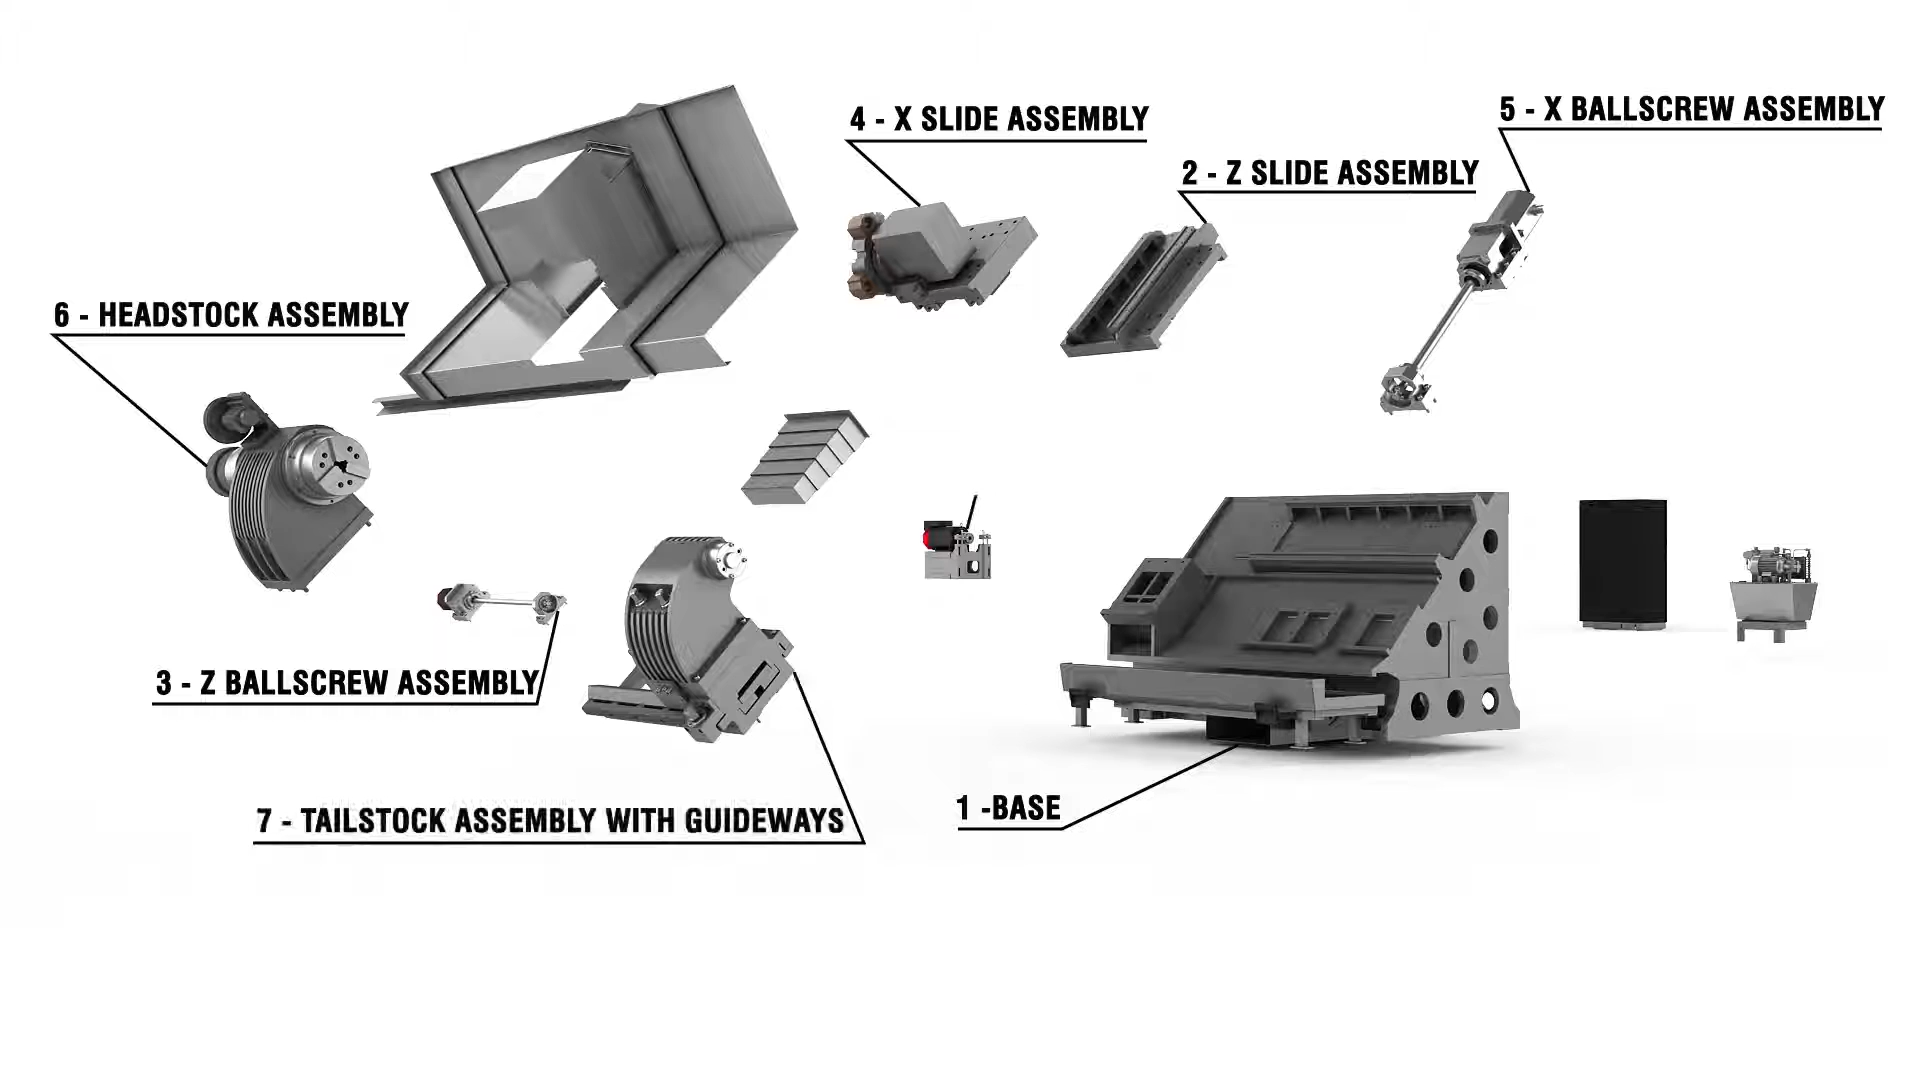 5 - X BALLSCREW ASSEMBLY
4 - X SLIDE ASSEMBLY
2 - Z SLIDE ASSEMBLY
6 - HEADSTOCK ASSEMBLY
3 - Z BALLSCREW ASSEMBLY
1 -BASE
7 - TAILSTOCK ASSEMBLY WITH GUIDEWAYS